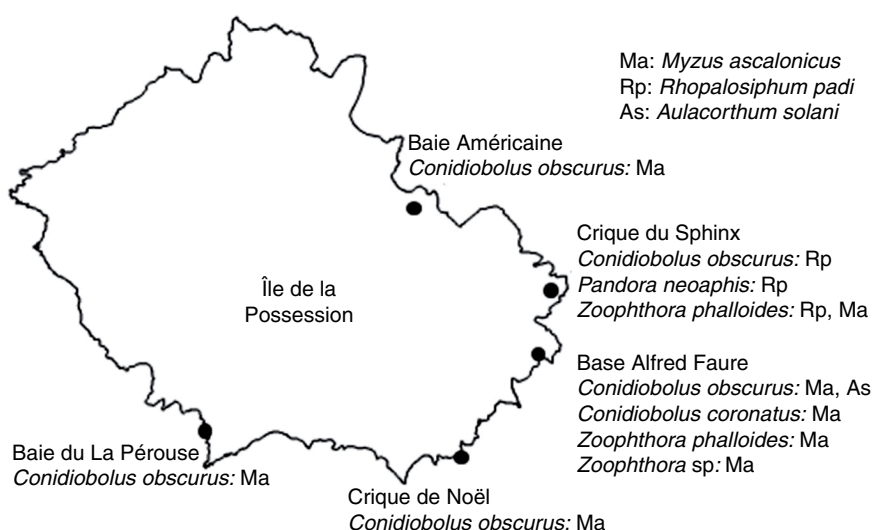 Ma: Myzus ascalonicus
Rp: Rhopalosiphum padi
As: Aulacorthum solani
Baie Américaine
Conidiobolus obscurus: Ma
Crique du Sphinx
Conidiobolus obscurus: Rp
Pandora neoaphis: Rp
Zoophthora phalloides: Rp, Ma
Île de la
Possession
Base Alfred Faure
Conidiobolus obscurus: Ma, As
Conidiobolus coronatus: Ma
Zoophthora phalloides: Ma
Zoophthora sp: Ma
Baie du La Pérouse
Conidiobolus obscurus: Ma
Crique de Noël
Conidiobolus obscurus: Ma